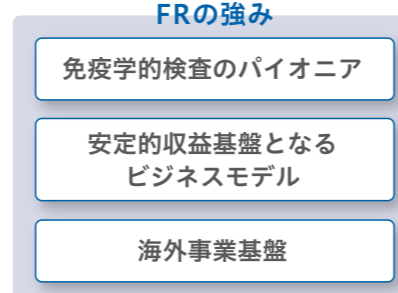 FRの強み
免疫学的検査のパイオニア
安定的収益基盤となる
ビジネスモデル
海外事業基盤